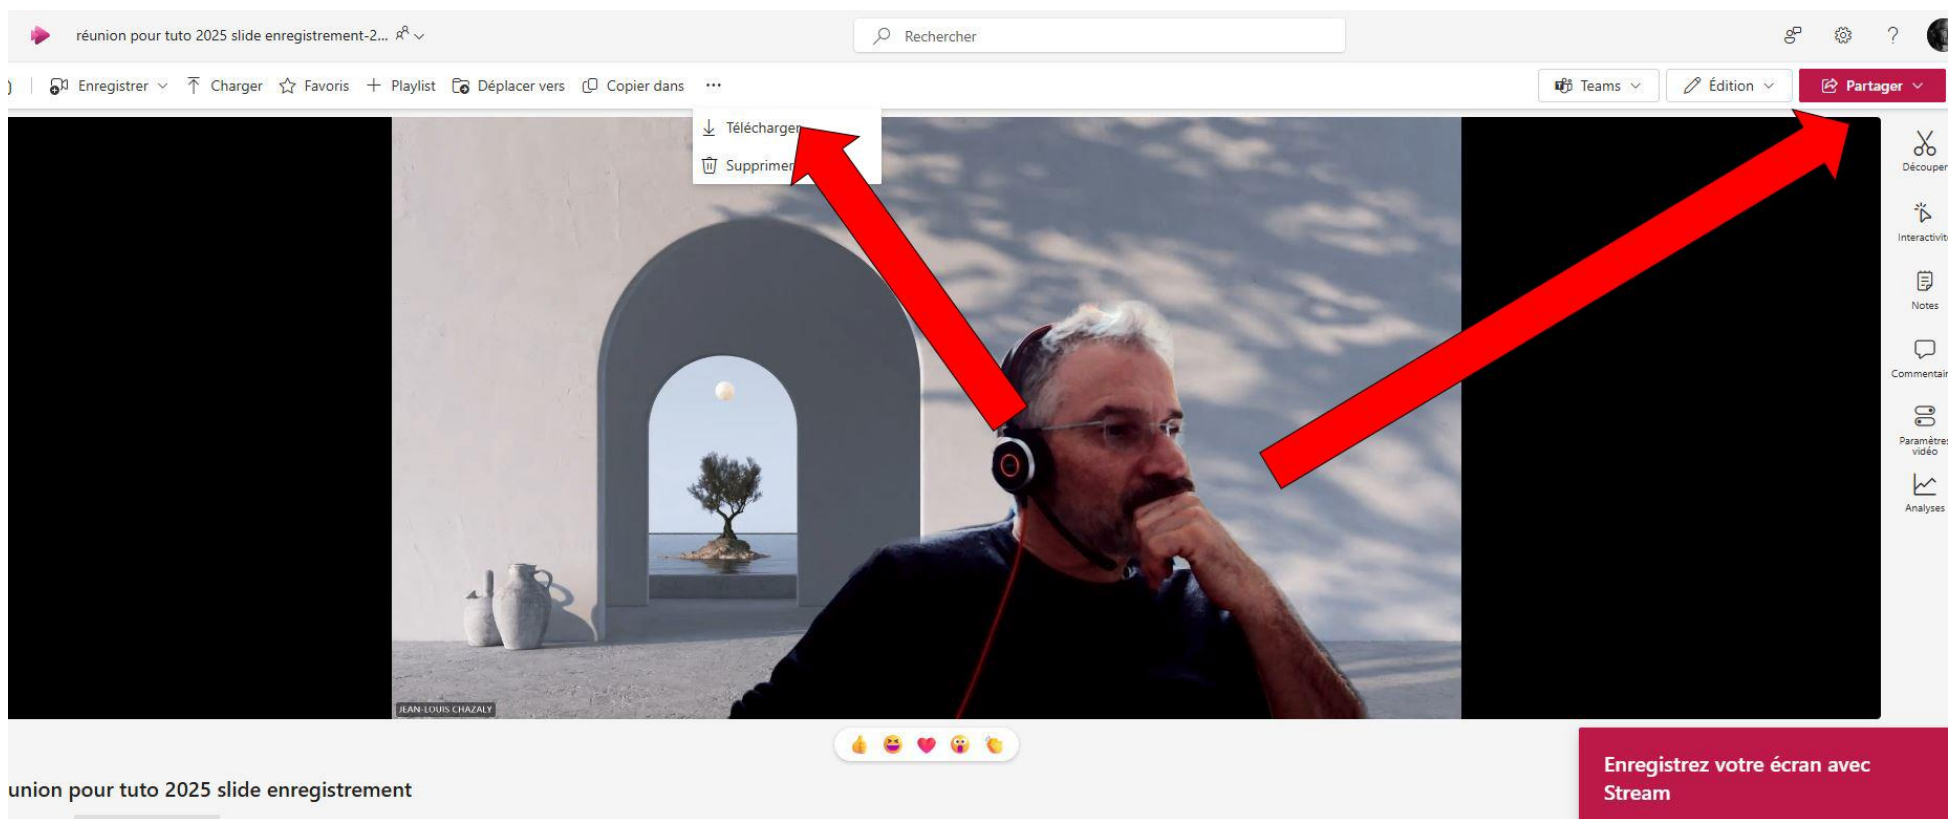 réunion pour tuto 2025 slide enregistrement-2...
Rechercher
?
Enregistrer
Charger
Favoris
Playlist
Déplacer vers
Copier dans
...
Teams
Édition
Partager
Télécharger
Supprimer
Découper
Interactivit
Notes
Commentair
Paramètres
vidéo
Analyses
JEAN-LOUIS CHAZALY
union pour tuto 2025 slide enregistrement
Enregistrez votre écran avec
Stream